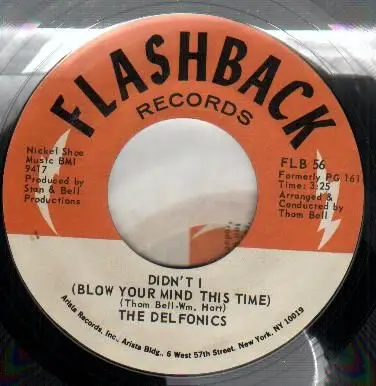 FLASHBACK
RECORDS
Nickel Shoe
Music BMI
9417
Produced by
Stan & Bell
Productions
FLB 56
Formerly PG 161
Time: 3:25
Arranged &
Conducted by
Thom Bell
DIDN'T I
(BLOW YOUR MIND THIS TIME)
(Thom Bell-Wm. Hart)
THE DELFONICS
Arista Records, Inc., Arista Bldg., 6 West 57th Street, New York, NY 10019